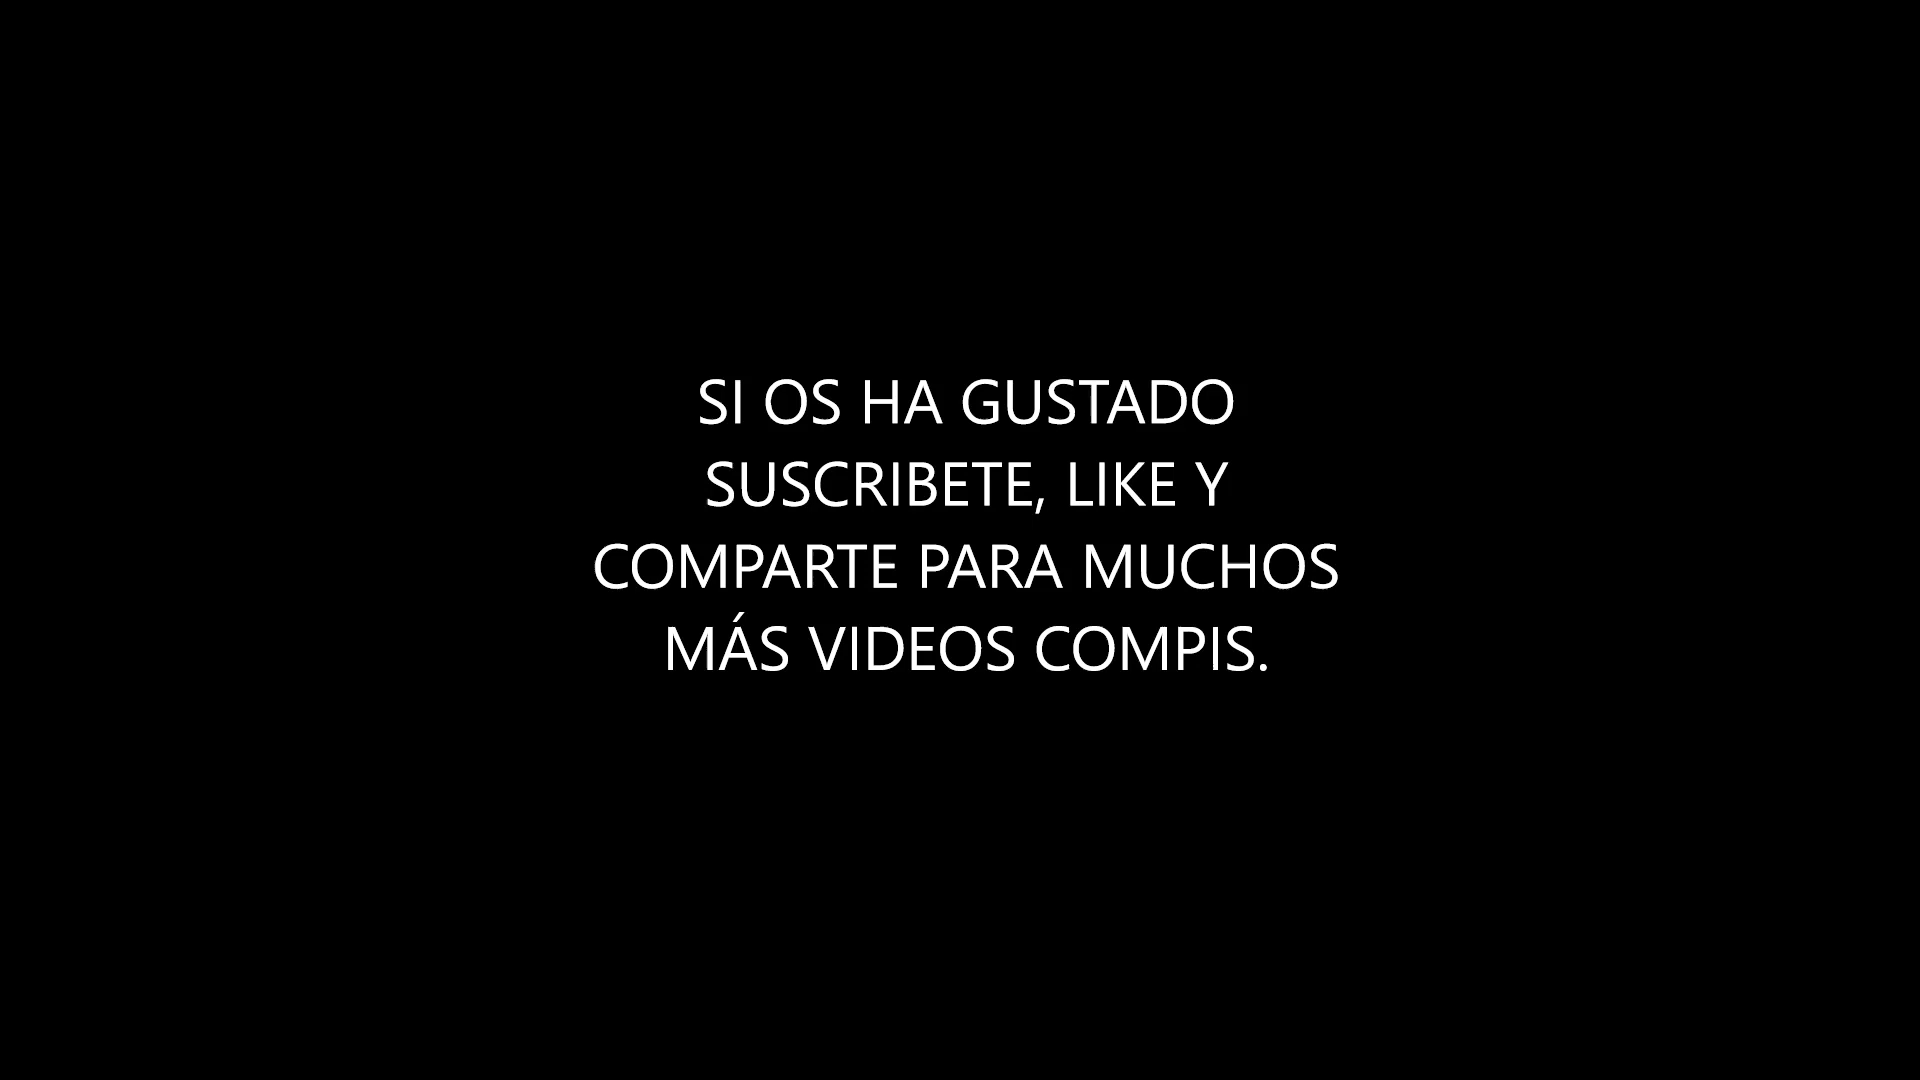 SI OS HA GUSTADO
SUSCRIBETE, LIKE Y
COMPARTE PARA MUCHOS
MÁS VIDEOS COMPIS.